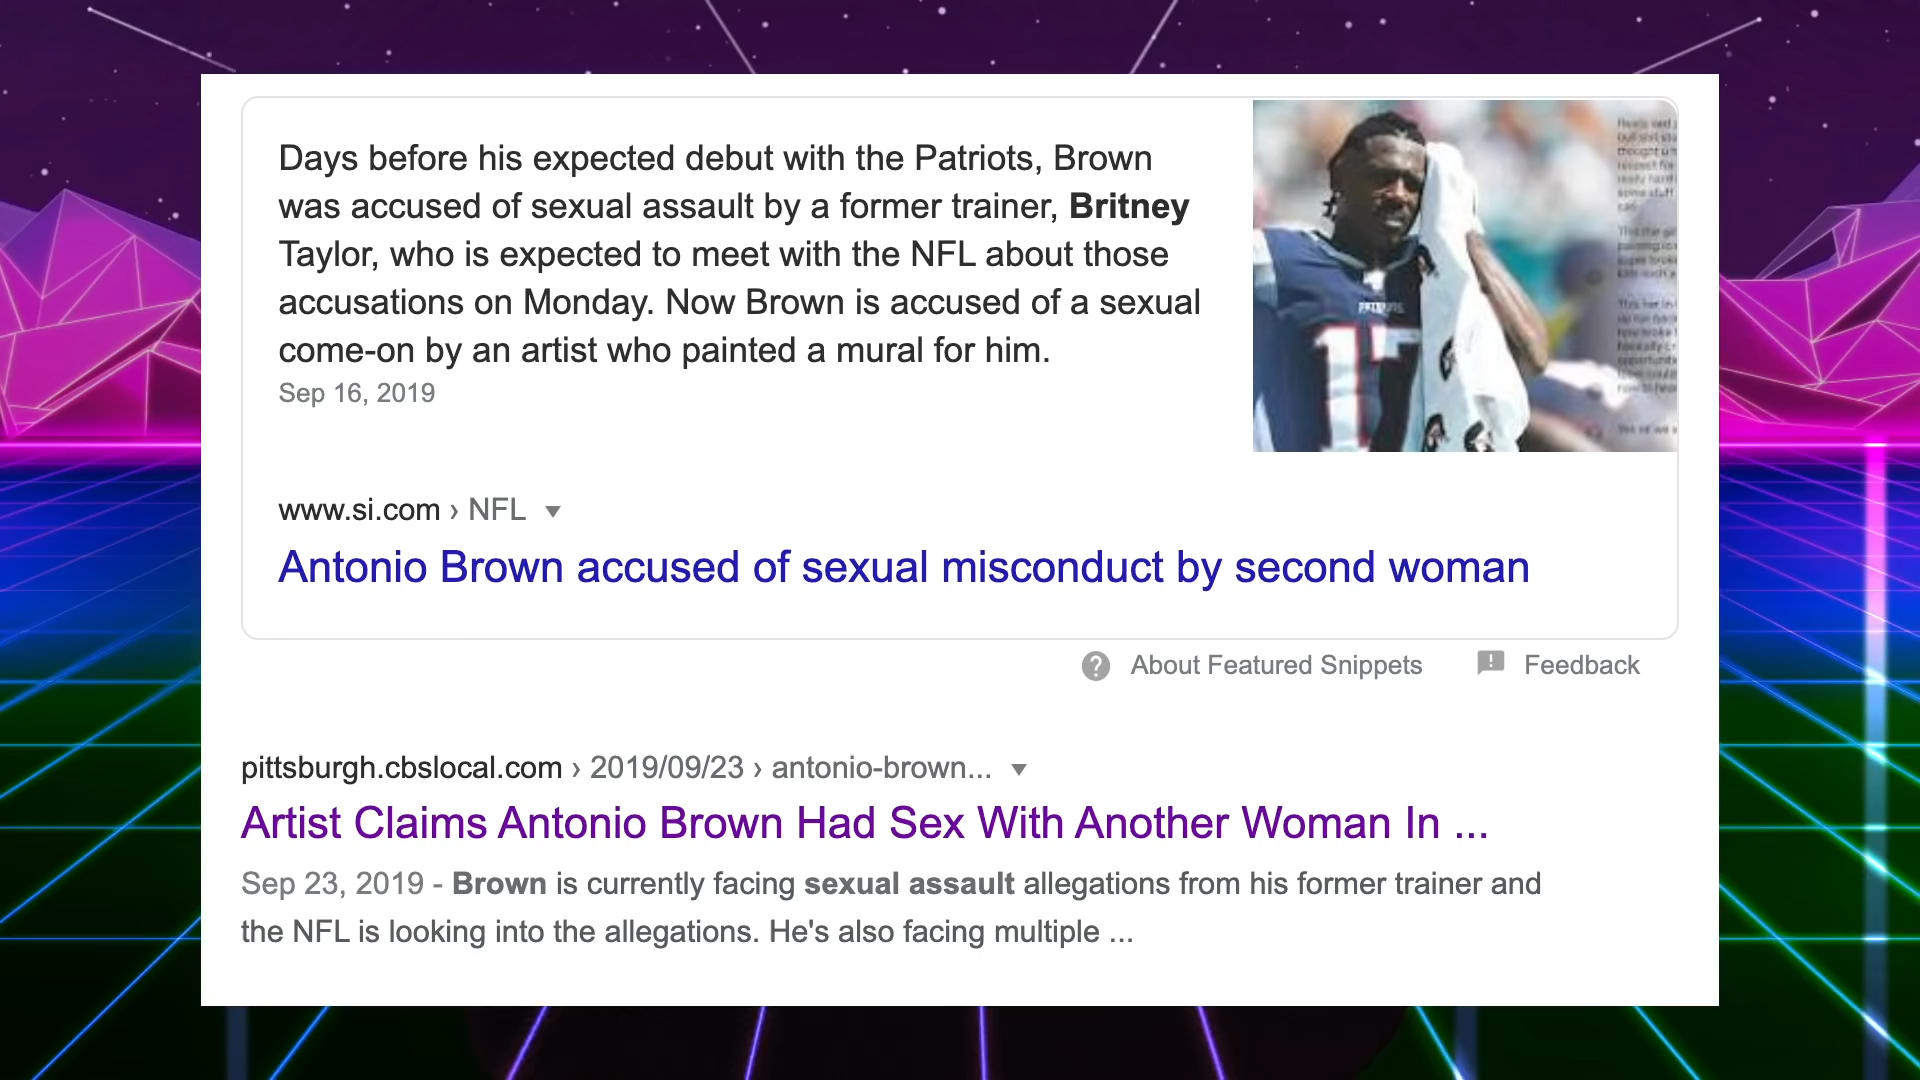 Days before his expected debut with the Patriots, Brown
was accused of sexual assault by a former trainer, Britney
Taylor, who is expected to meet with the NFL about those
accusations on Monday. Now Brown is accused of a sexual
come-on by an artist who painted a mural for him.
Sep 16, 2019
PATRIOTS
17
www.si.com › NFL
Antonio Brown accused of sexual misconduct by second woman
About Featured Snippets
Feedback
pittsburgh.cbslocal.com › 2019/09/23 › antonio-brown...
Artist Claims Antonio Brown Had Sex With Another Woman In ...
Sep 23, 2019 - Brown is currently facing sexual assault allegations from his former trainer and
the NFL is looking into the allegations. He's also facing multiple ...